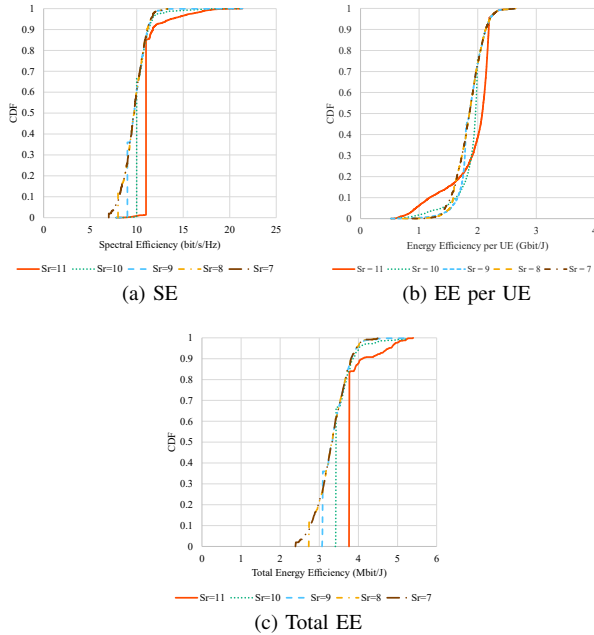 1
0.9
0.8
0.7
0.6
0.5
0.4
0.3
0.2
0.1
0
CDF
0 5 10 15 20 25
Spectral Efficiency (bit/s/Hz)
Sr=11 Sr=10 Sr=9 Sr=8 Sr=7
(a) SE
1
0.9
0.8
0.7
0.6
0.5
0.4
0.3
0.2
0.1
0
CDF
0 1 2 3 4
Energy Efficiency per UE (Gbit/J)
Sr = 11 Sr = 10 Sr = 9 Sr = 8 Sr = 7
(b) EE per UE
1
0.9
0.8
0.7
0.6
0.5
0.4
0.3
0.2
0.1
0
CDF
0 1 2 3 4 5 6
Total Energy Efficiency (Mbit/J)
Sr=11 Sr=10 Sr=9 Sr=8 Sr=7
(c) Total EE